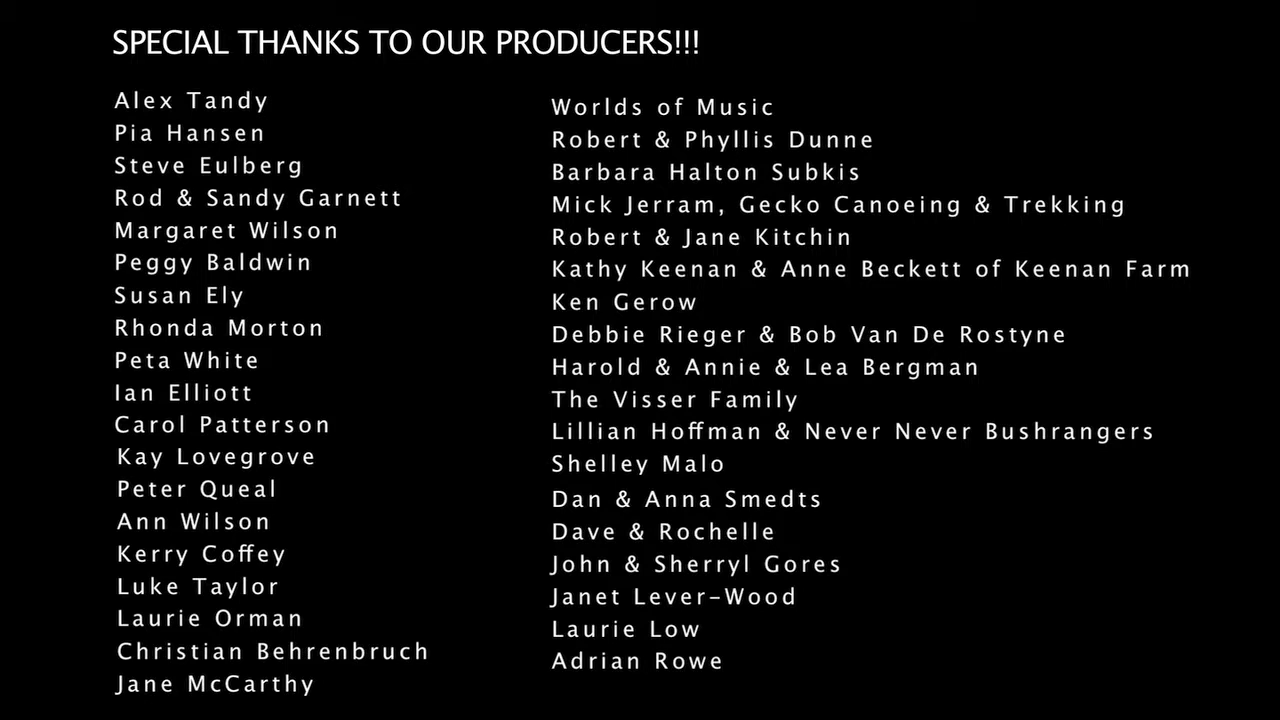 SPECIAL THANKS TO OUR PRODUCERS!!!
Alex Tandy
Pia Hansen
Steve Eulberg
Rod & Sandy Garnett
Margaret Wilson
Peggy Baldwin
Susan Ely
Rhonda Morton
Peta White
Ian Elliott
Carol Patterson
Kay Lovegrove
Peter Queal
Ann Wilson
Kerry Coffey
Luke Taylor
Laurie Orman
Christian Behrenbruch
Jane McCarthy
Worlds of Music
Robert & Phyllis Dunne
Barbara Halton Subkis
Mick Jerram, Gecko Canoeing & Trekking
Robert & Jane Kitchin
Kathy Keenan & Anne Beckett of Keenan Farm
Ken Gerow
Debbie Rieger & Bob Van De Rostyne
Harold & Annie & Lea Bergman
The Visser Family
Lillian Hoffman & Never Never Bushrangers
Shelley Malo
Dan & Anna Smedts
Dave & Rochelle
John & Sherryl Gores
Janet Lever-Wood
Laurie Low
Adrian Rowe